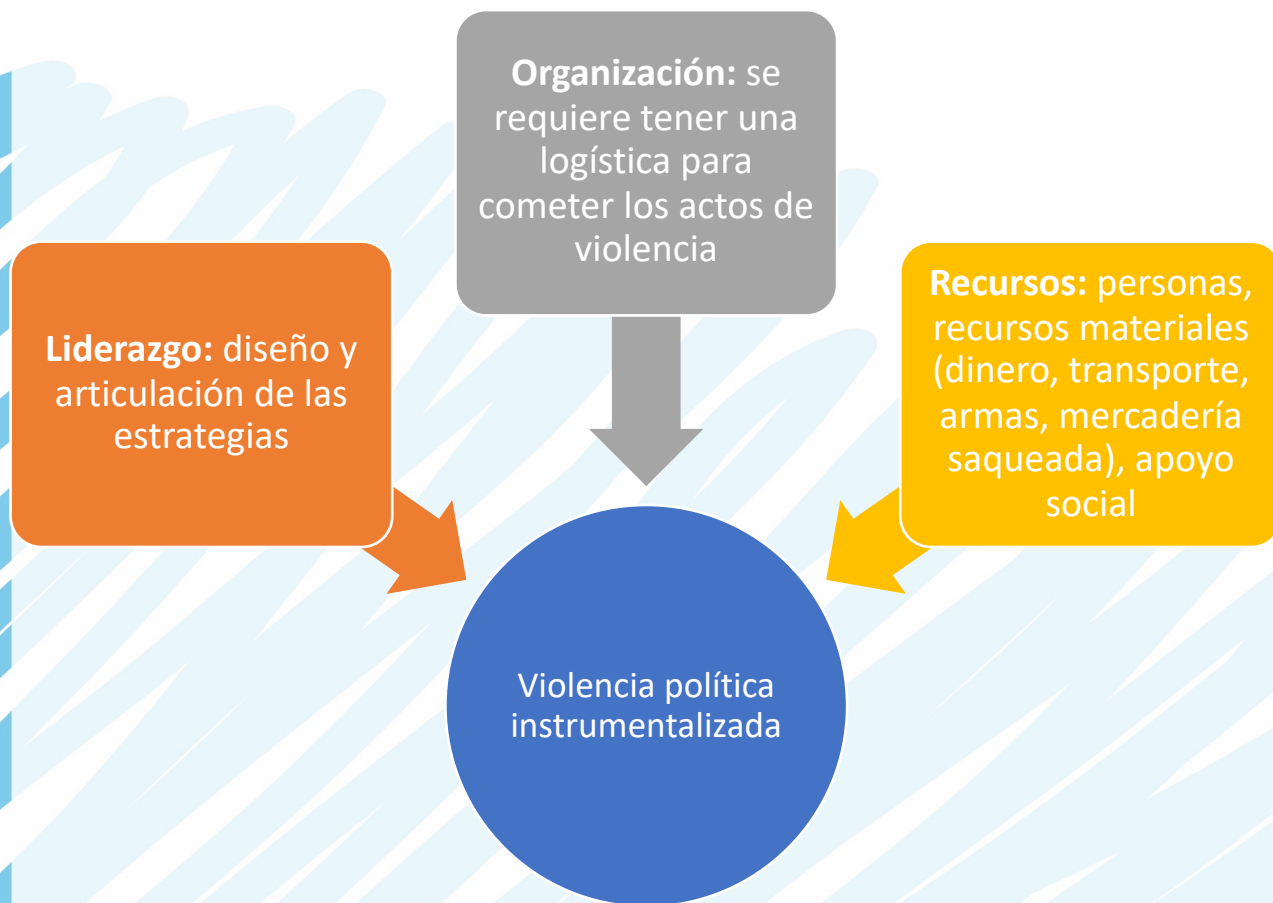 Organización: se
requiere tener una
logística para
cometer los actos de
violencia
Liderazgo: diseño y
articulación de las
estrategias
Recursos: personas,
recursos materiales
(dinero, transporte,
armas, mercadería
saqueada), apoyo
social
Violencia política
instrumentalizada